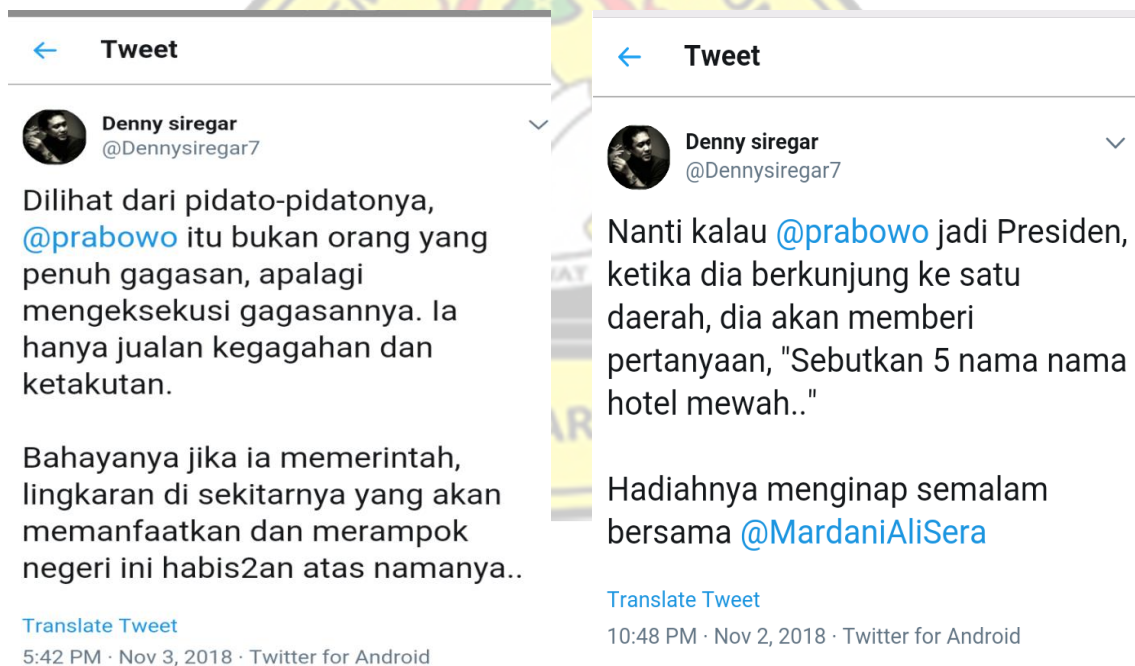 Tweet
Denny siregar
@Dennysiregar7
Dilihat dari pidato-pidatonya,
@prabowo itu bukan orang yang
penuh gagasan, apalagi
mengeksekusi gagasannya. Ia
hanya jualan kegagahan dan
ketakutan.
Bahayanya jika ia memerintah,
lingkaran di sekitarnya yang akan
memanfaatkan dan merampok
negeri ini habis2an atas namanya..
Translate Tweet
5:42 PM · Nov 3, 2018 · Twitter for Android
Tweet
Denny siregar
@Dennysiregar7
Nanti kalau @prabowo jadi Presiden,
ketika dia berkunjung ke satu
daerah, dia akan memberi
pertanyaan, "Sebutkan 5 nama nama
hotel mewah.."
Hadiahnya menginap semalam
bersama @MardaniAliSera
Translate Tweet
10:48 PM · Nov 2, 2018 · Twitter for Android